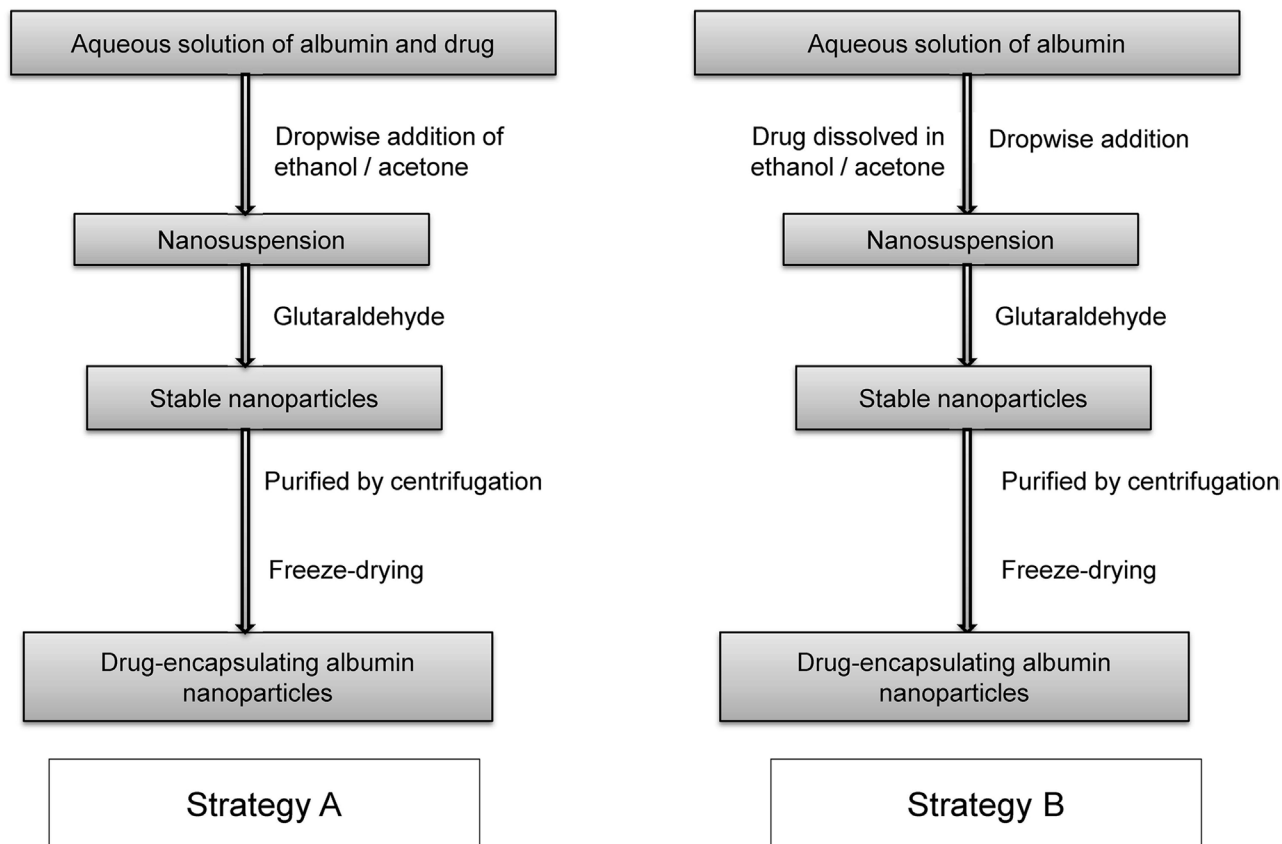 Aqueous solution of albumin and drug
Dropwise addition of
ethanol / acetone
Nanosuspension
Glutaraldehyde
Stable nanoparticles
Purified by centrifugation
Freeze-drying
Drug-encapsulating albumin
nanoparticles
Strategy A
Aqueous solution of albumin
Drug dissolved in
ethanol / acetone
Dropwise addition
Nanosuspension
Glutaraldehyde
Stable nanoparticles
Purified by centrifugation
Freeze-drying
Drug-encapsulating albumin
nanoparticles
Strategy B